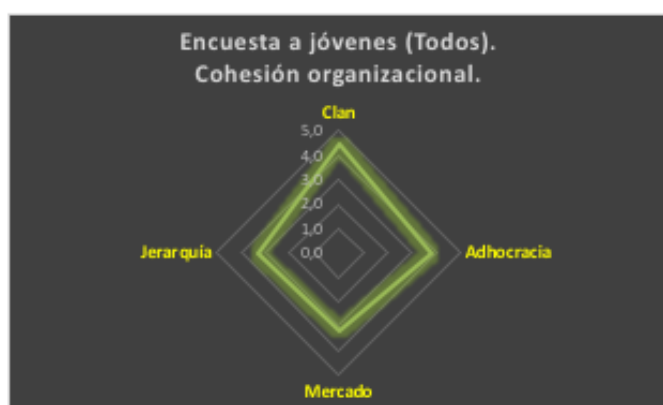 Encuesta a jóvenes (Todos).
Cohesión organizacional.
Clan
5,0
4,0
3,0
2,0
1,0
0,0
Jerarquía
Adhocracia
Mercado